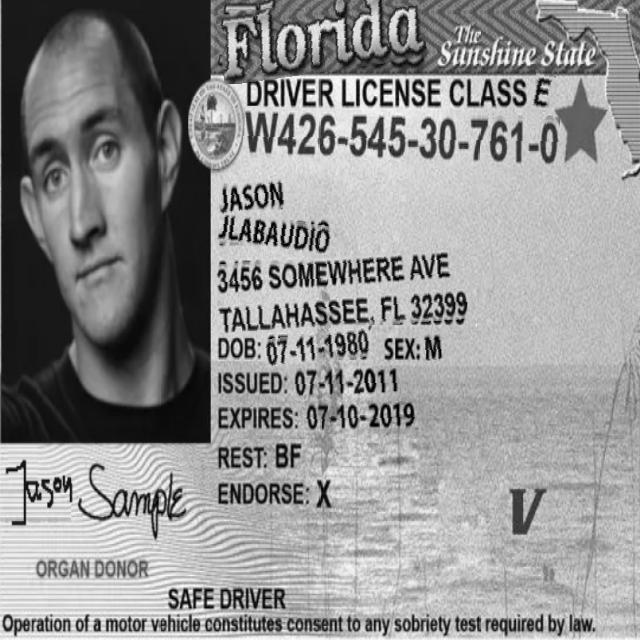 Florida The Sunshine State
DRIVER LICENSE CLASS E
W426-545-30-761-0
JASON
JLABAUDIO
3456 SOMEWHERE AVE
TALLAHASSEE, FL 32399
DOB: 07-11-1980 SEX: M
ISSUED: 07-11-2011
EXPIRES: 07-10-2019
REST: BF
ENDORSE: X
Jason Sample
V
ORGAN DONOR
SAFE DRIVER
Operation of a motor vehicle constitutes consent to any sobriety test required by law.